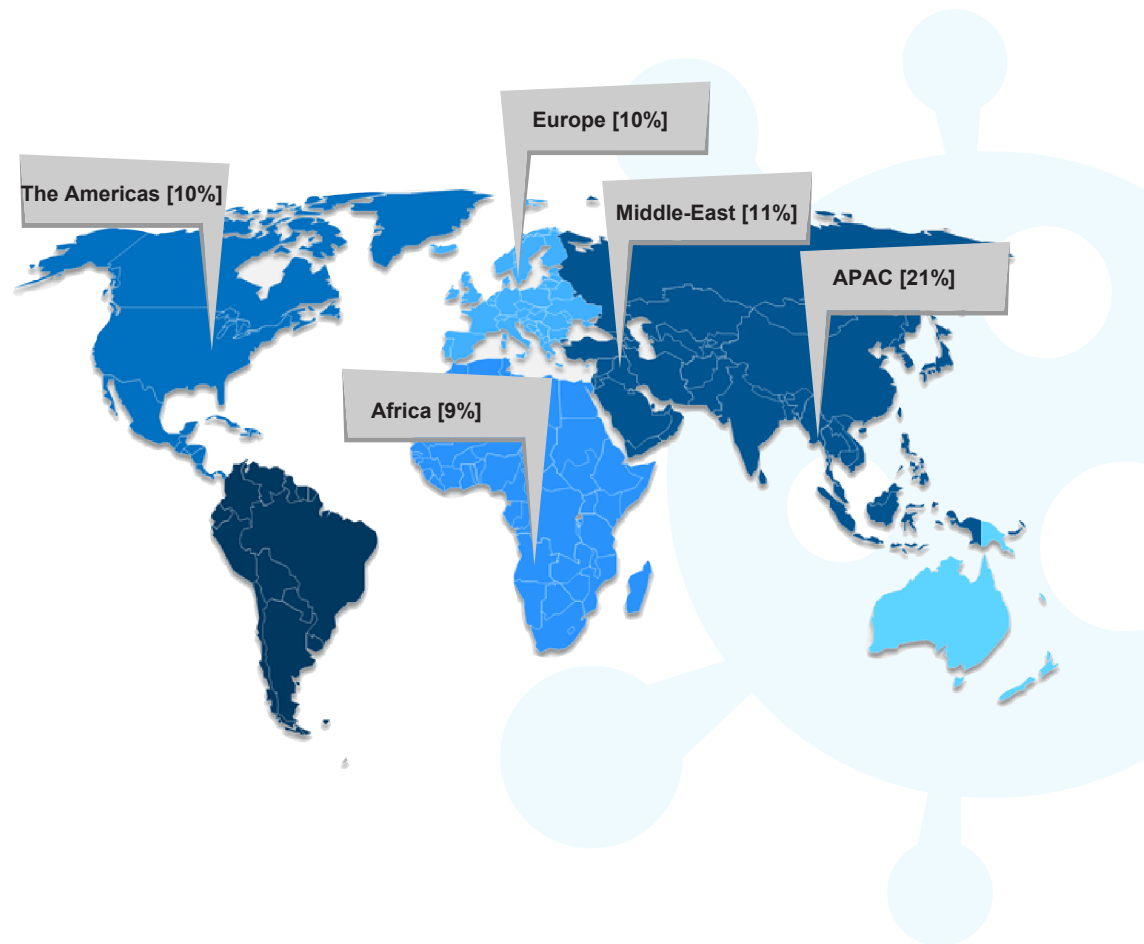 Europe [10%]
The Americas [10%]
Middle-East [11%]
APAC [21%]
Africa [9%]